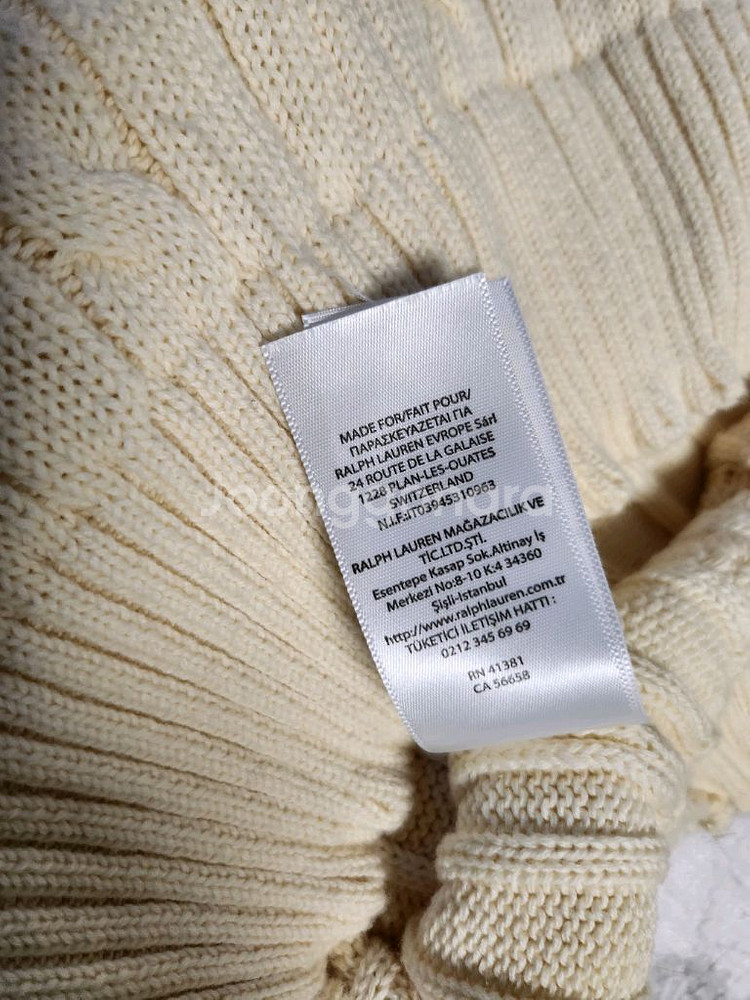 MADE FOR/FAIT POUR/
ΠΑΡΑΣΚΕΥΑΖΕΤΑΙ ΓΙΑ
RALPH LAUREN EVROPE Sárl
24 ROUTE DE LA GALAISE
1228 PLAN-LES-OUATES
SWITZERLAND
N.I.F.:IT03945310963
RALPH LAUREN MAĞAZACILIK VE
TİC.LTD.ŞTİ.
Esentepe Kasap Sok.Altinay İş
Merkezi No:8-10 K:4 34360
Şişli-İstanbul
http://www.ralphlauren.com.tr
TÜKETİCİ İLETİŞİM HATTI :
0212 345 69 69
RN 41381
CA 56658
Joonggonara